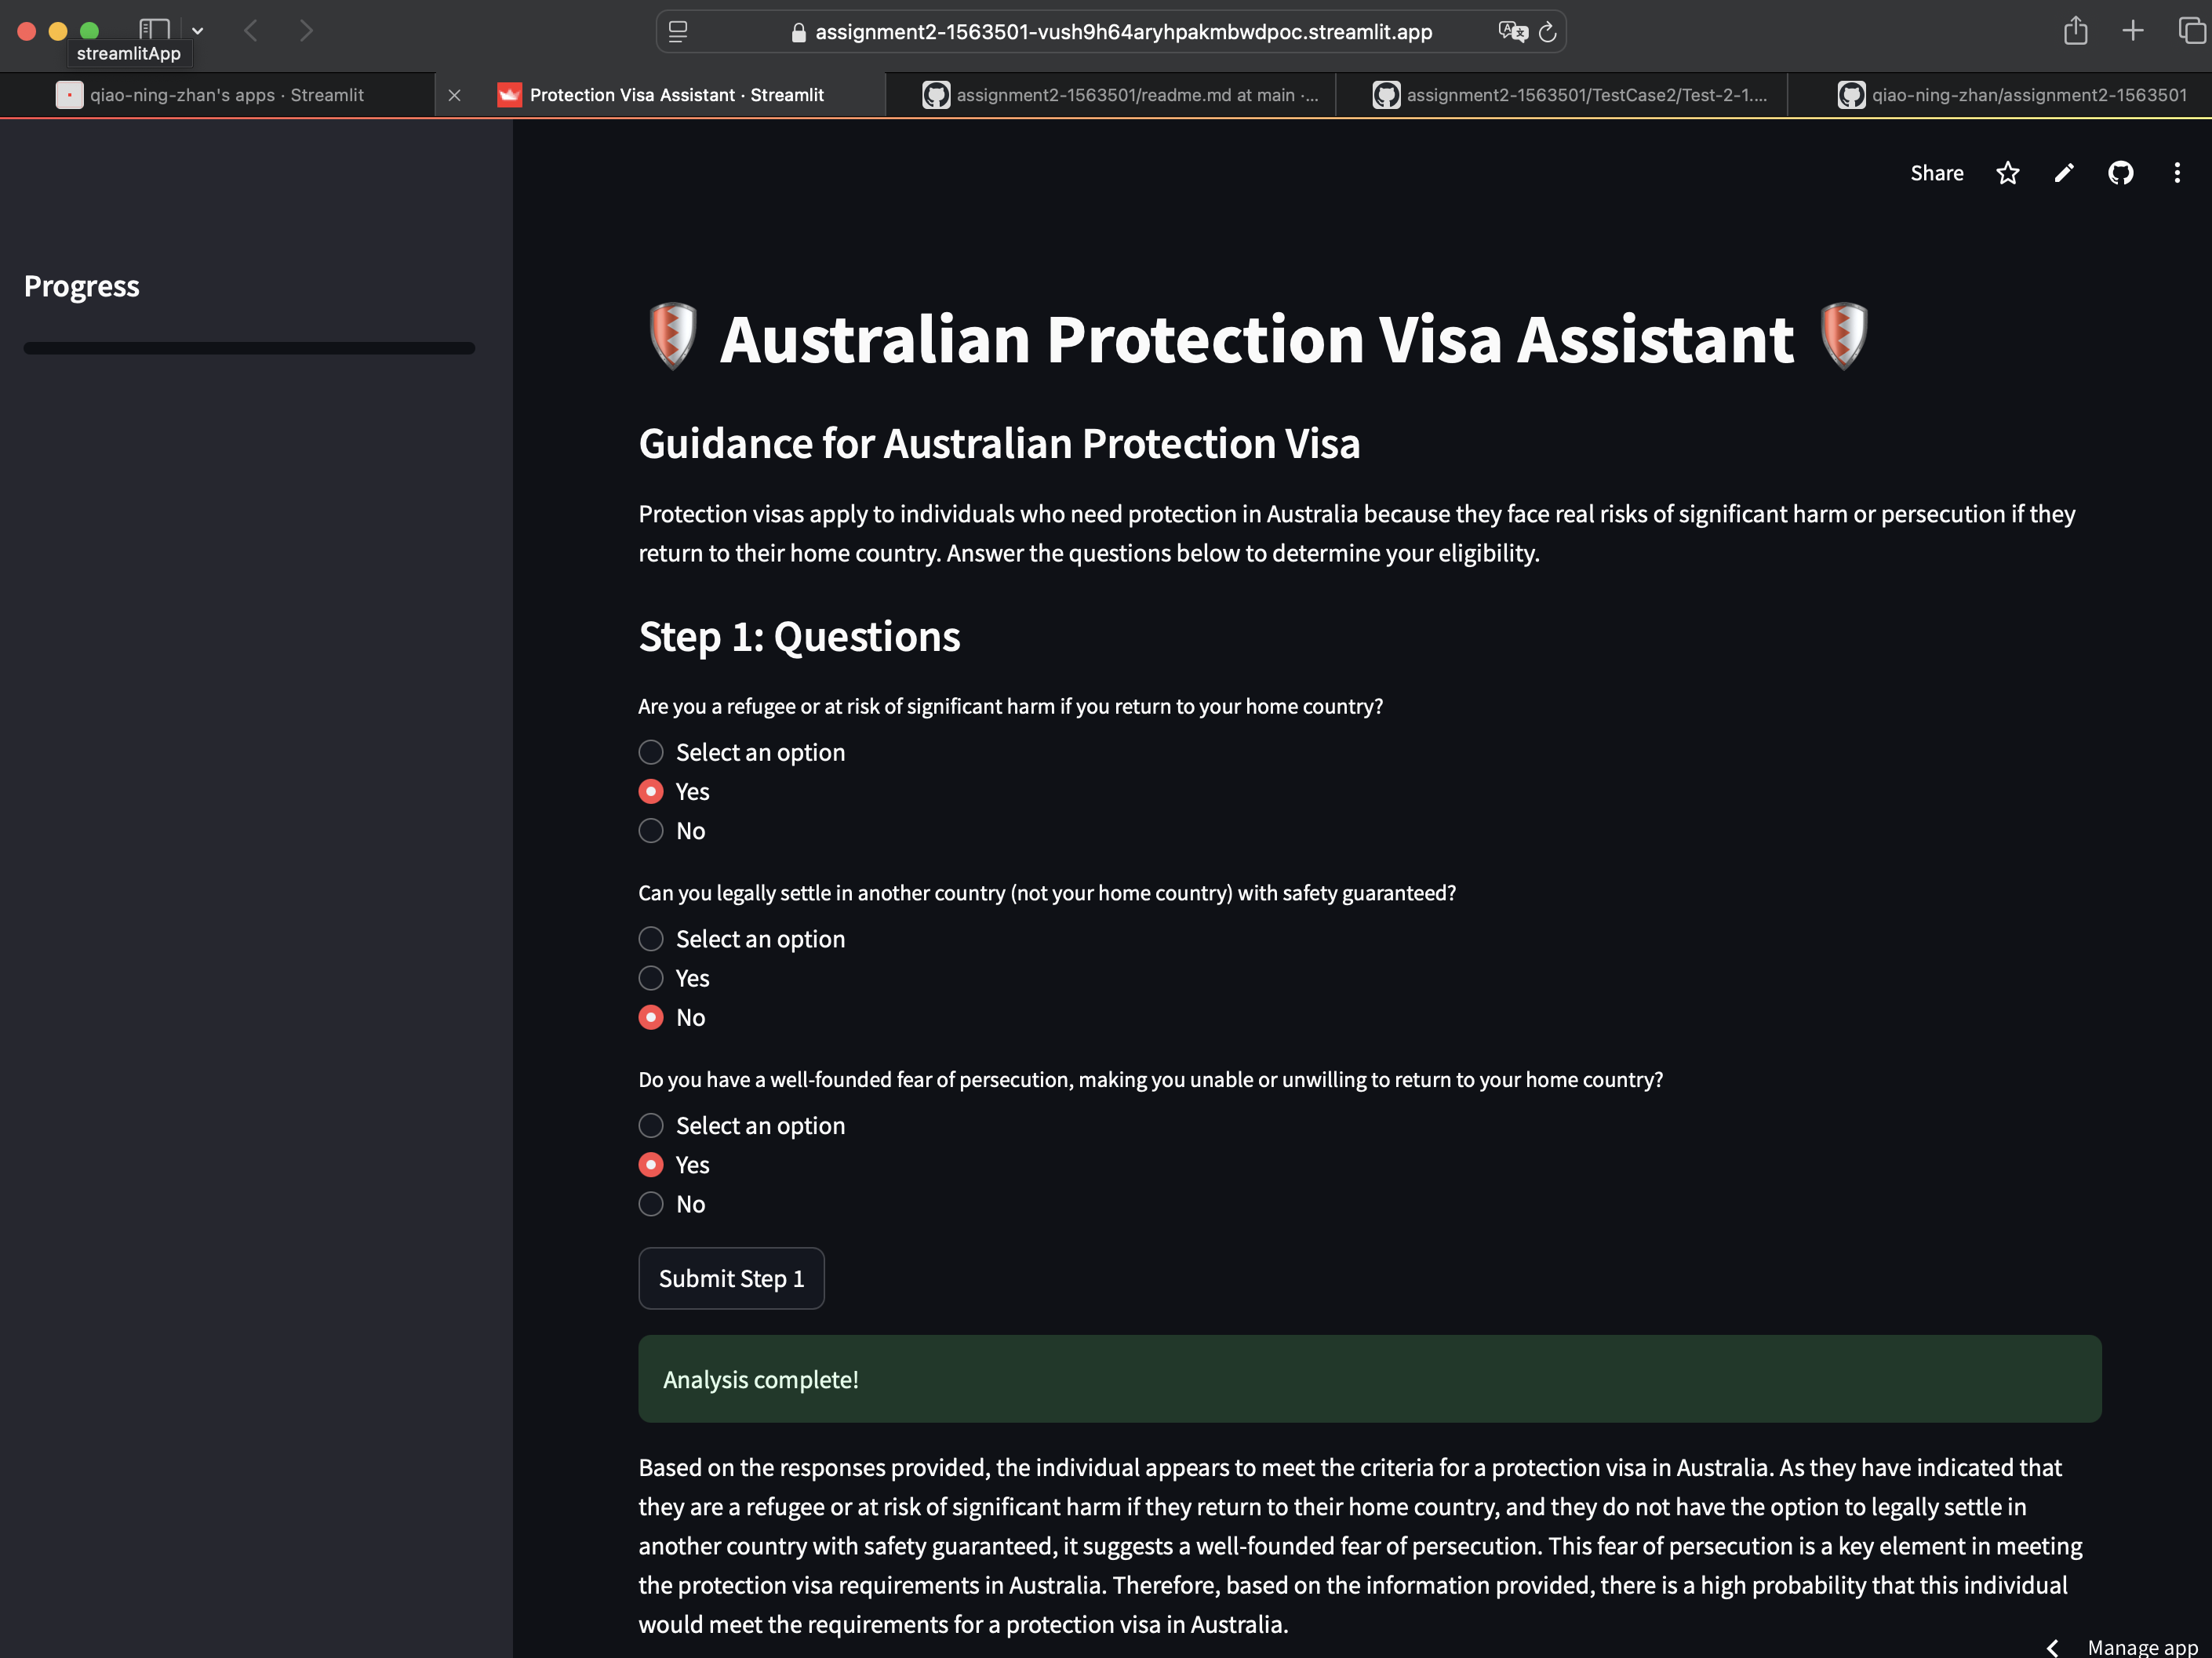 assignment2-1563501-vush9h64aryhpakmbwdpoc.streamlit.app
streamlitApp
qiao-ning-zhan's apps · Streamlit
Protection Visa Assistant · Streamlit
assignment2-1563501/readme.md at main ·...
assignment2-1563501/TestCase2/Test-2-1....
qiao-ning-zhan/assignment2-1563501
Share
Progress
Australian Protection Visa Assistant
Guidance for Australian Protection Visa
Protection visas apply to individuals who need protection in Australia because they face real risks of significant harm or persecution if they
return to their home country. Answer the questions below to determine your eligibility.
Step 1: Questions
Are you a refugee or at risk of significant harm if you return to your home country?
Select an option
Yes
No
Can you legally settle in another country (not your home country) with safety guaranteed?
Select an option
Yes
No
Do you have a well-founded fear of persecution, making you unable or unwilling to return to your home country?
Select an option
Yes
No
Submit Step 1
Analysis complete!
Based on the responses provided, the individual appears to meet the criteria for a protection visa in Australia. As they have indicated that
they are a refugee or at risk of significant harm if they return to their home country, and they do not have the option to legally settle in
another country with safety guaranteed, it suggests a well-founded fear of persecution. This fear of persecution is a key element in meeting
the protection visa requirements in Australia. Therefore, based on the information provided, there is a high probability that this individual
would meet the requirements for a protection visa in Australia.
Manage app